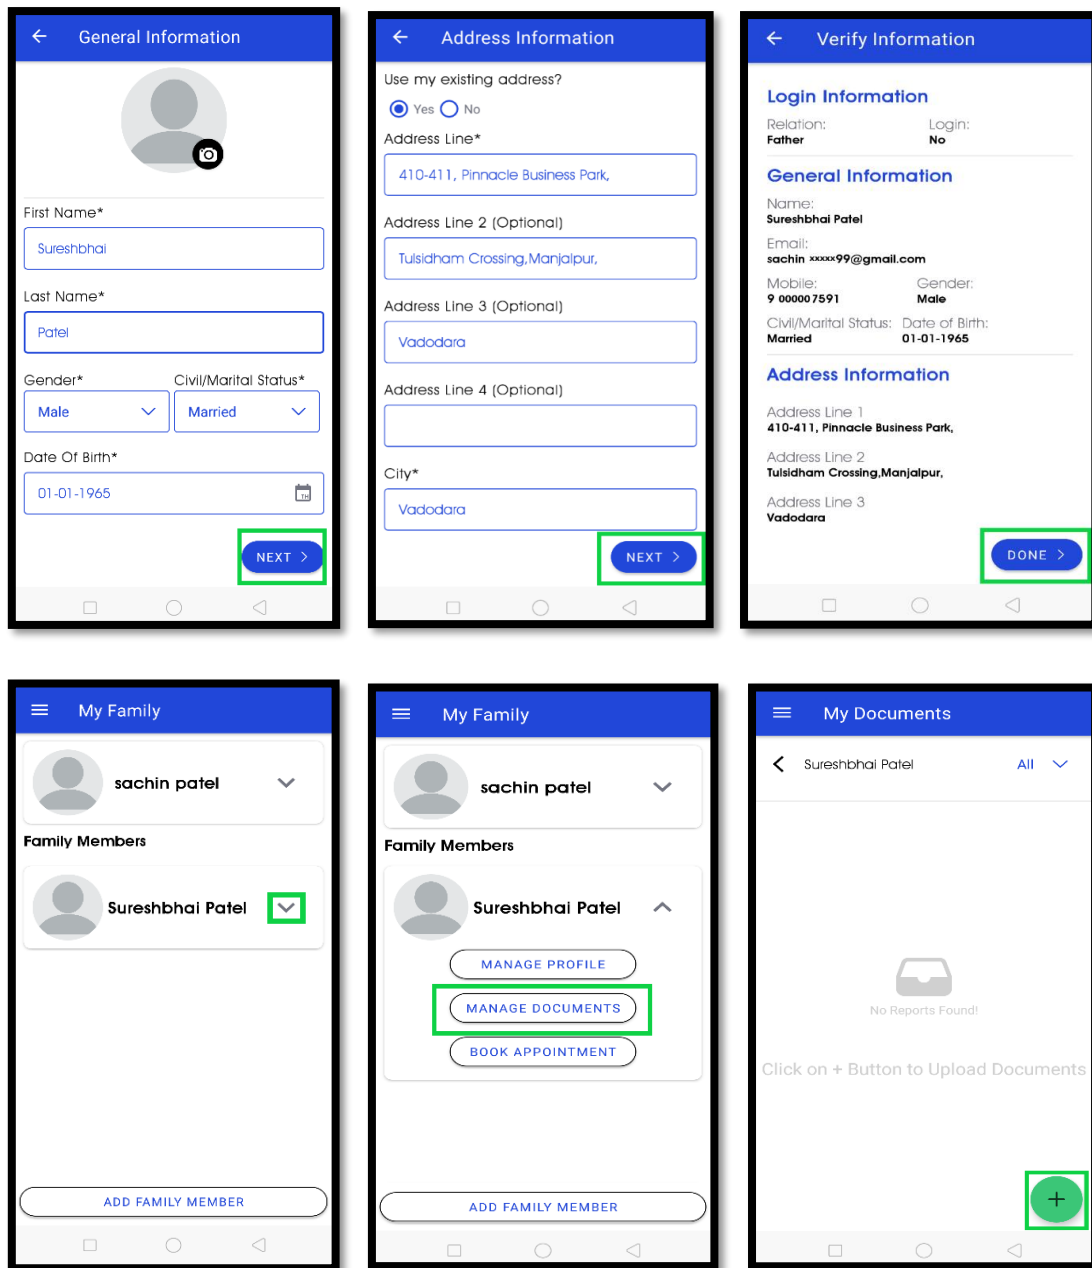 General Information
First Name*
Sureshbhai
Last Name*
Patel
Gender* Civil/Marital Status*
Male Married
Date Of Birth*
01-01-1965
NEXT >
Address Information
Use my existing address?
Yes No
Address Line*
410-411, Pinnacle Business Park,
Address Line 2 (Optional)
Tulsidham Crossing,Manjalpur,
Address Line 3 (Optional)
Vadodara
Address Line 4 (Optional)
City*
Vadodara
NEXT >
Verify Information
Login Information
Relation: Login:
Father No
General Information
Name:
Sureshbhai Patel
Email:
sachin xxxxx99@gmail.com
Mobile: Gender:
9 000007591 Male
Civil/Marital Status: Date of Birth:
Married 01-01-1965
Address Information
Address Line 1
410-411, Pinnacle Business Park,
Address Line 2
Tulsidham Crossing,Manjalpur,
Address Line 3
Vadodara
DONE >
My Family
sachin patel
Family Members
Sureshbhai Patel
ADD FAMILY MEMBER
My Family
sachin patel
Family Members
Sureshbhai Patel
MANAGE PROFILE
MANAGE DOCUMENTS
BOOK APPOINTMENT
ADD FAMILY MEMBER
My Documents
Sureshbhai Patel All
No Reports Found!
Click on + Button to Upload Documents
+